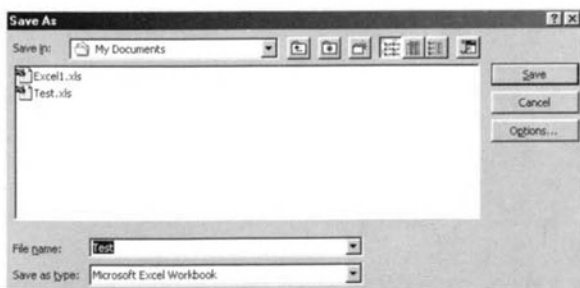 Save As
Save in: My Documents
Excel1.xls
Test.xls
Save
Cancel
Options...
File name: Test
Save as type: Microsoft Excel Workbook